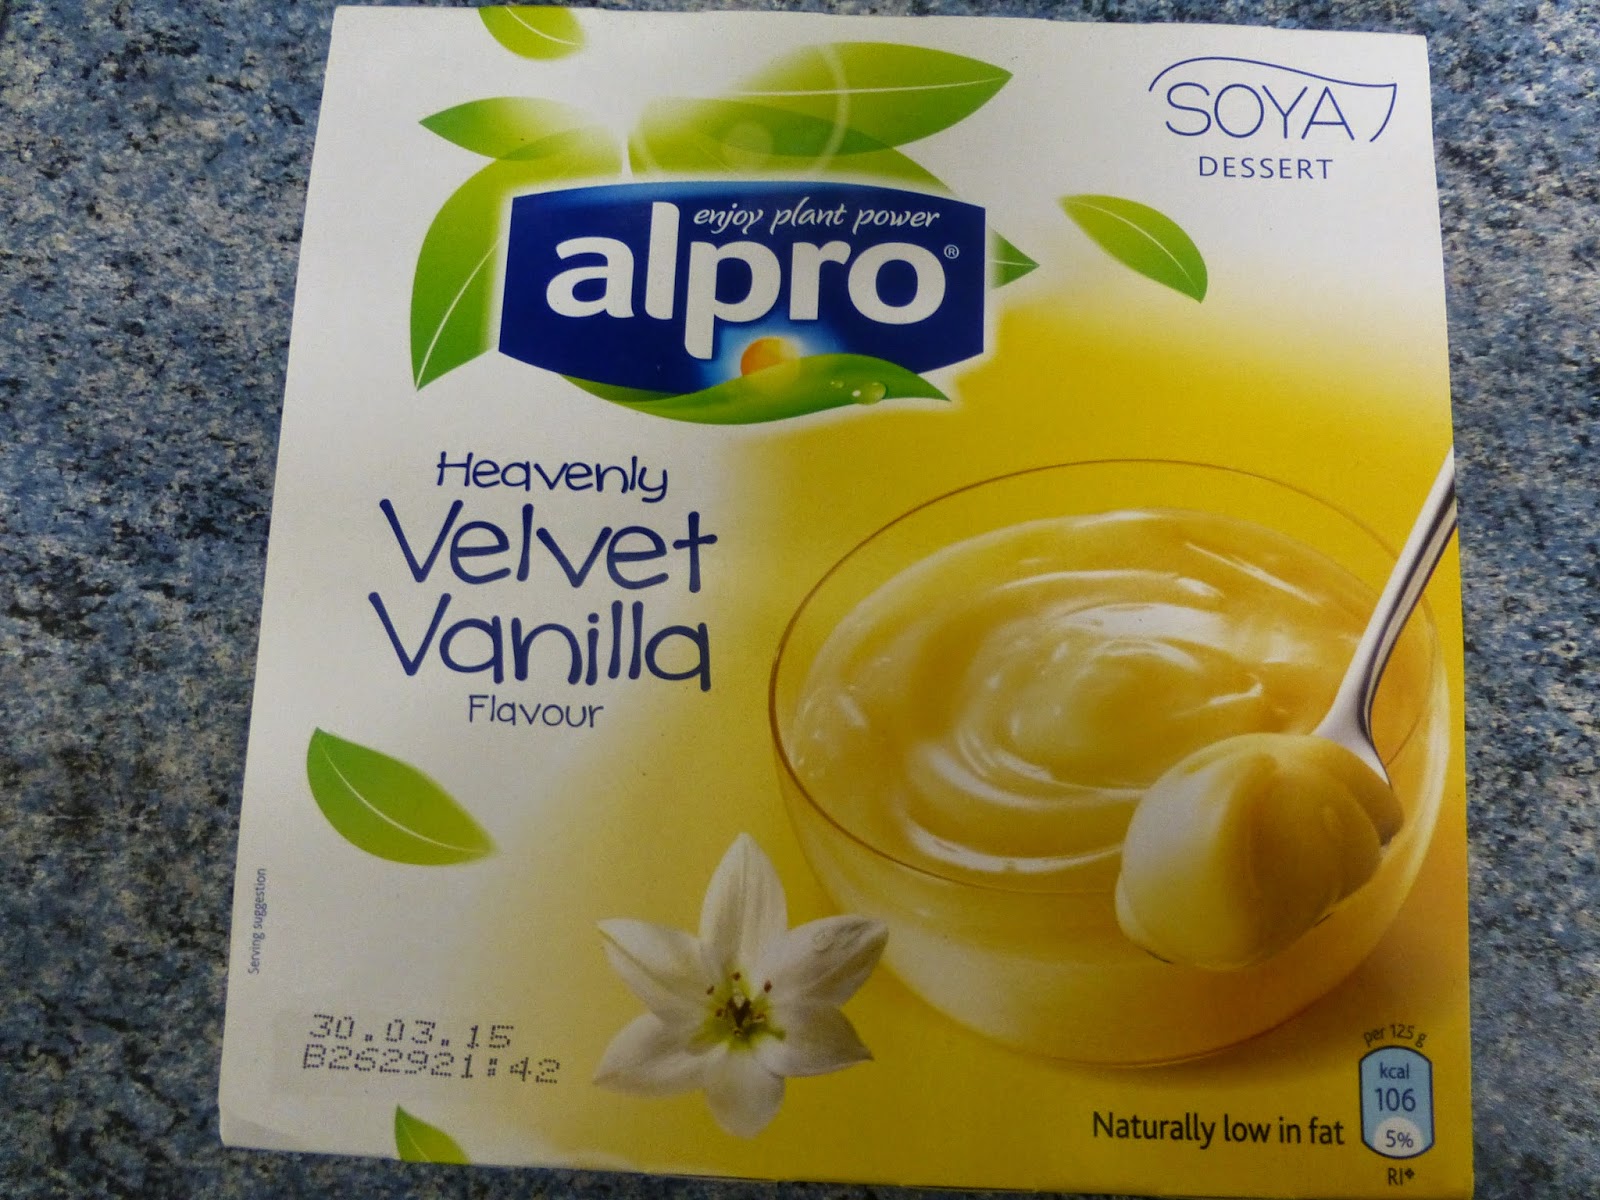 SOYA
DESSERT
enjoy plant power
alpro®
Heavenly
Velvet
Vanilla
Flavour
Serving suggestion
30.03.15
B262921:42
per 125 g
kcal
106
5%
Naturally low in fat
RI*